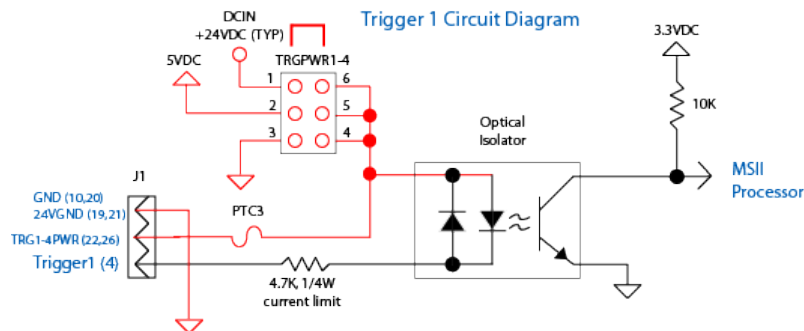 Trigger 1 Circuit Diagram
DCIN
+24VDC (TYP)
TRGPWR1-4
5VDC
1
6
2
5
3
4
3.3VDC
10K
Optical
Isolator
MSII
Processor
J1
GND (10,20)
24VGND (19,21)
TRG1-4PWR (22,26)
Trigger1 (4)
PTC3
4.7K, 1/4W
current limit